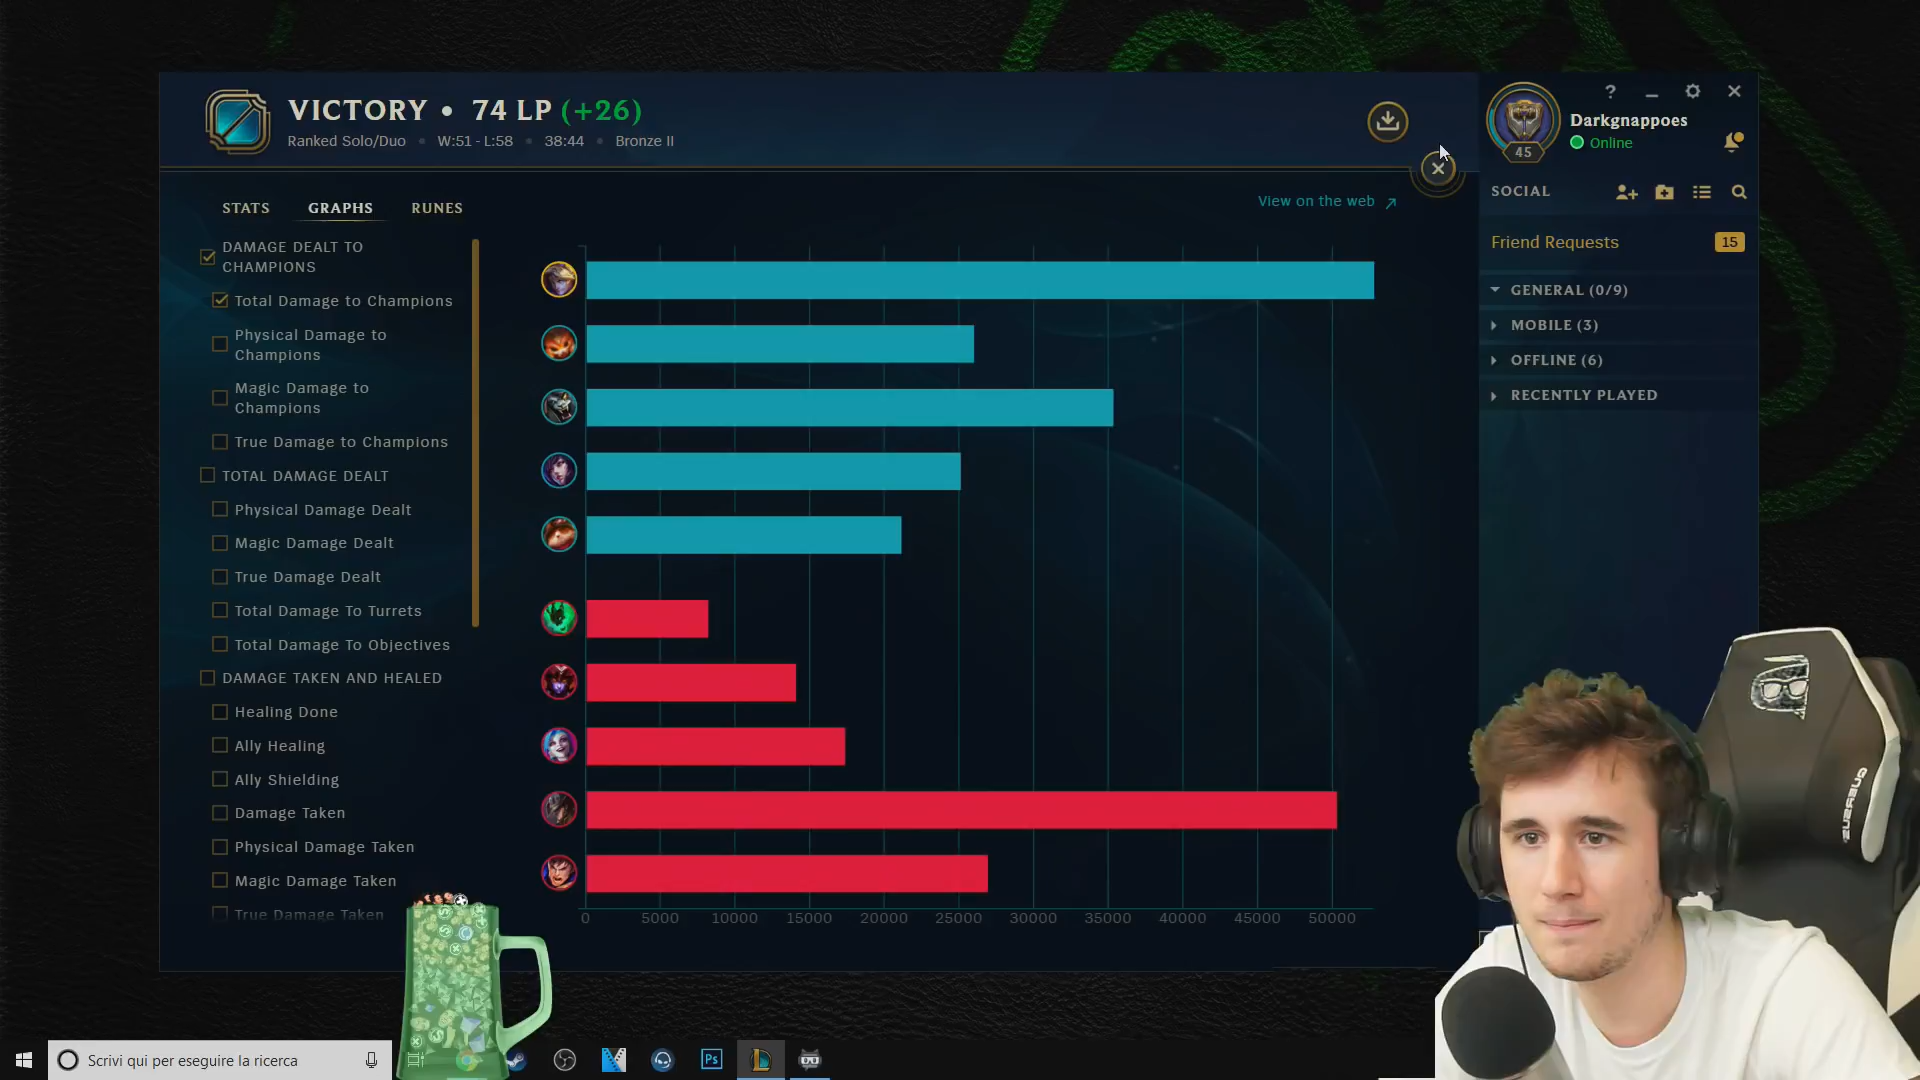 VICTORY • 74 LP (+26)
Ranked Solo/Duo • W:51 - L:58 • 38:44 • Bronze II
Darkgnappoes
Online
45
STATS GRAPHS RUNES
View on the web
SOCIAL
Friend Requests 15
GENERAL (0/9)
MOBILE (3)
OFFLINE (6)
RECENTLY PLAYED
DAMAGE DEALT TO
CHAMPIONS
Total Damage to Champions
Physical Damage to
Champions
Magic Damage to
Champions
True Damage to Champions
TOTAL DAMAGE DEALT
Physical Damage Dealt
Magic Damage Dealt
True Damage Dealt
Total Damage To Turrets
Total Damage To Objectives
DAMAGE TAKEN AND HEALED
Healing Done
Ally Healing
Ally Shielding
Damage Taken
Physical Damage Taken
Magic Damage Taken
True Damage Taken
0 5000 10000 15000 20000 25000 30000 35000 40000 45000 50000
Scrivi qui per eseguire la ricerca
Ps